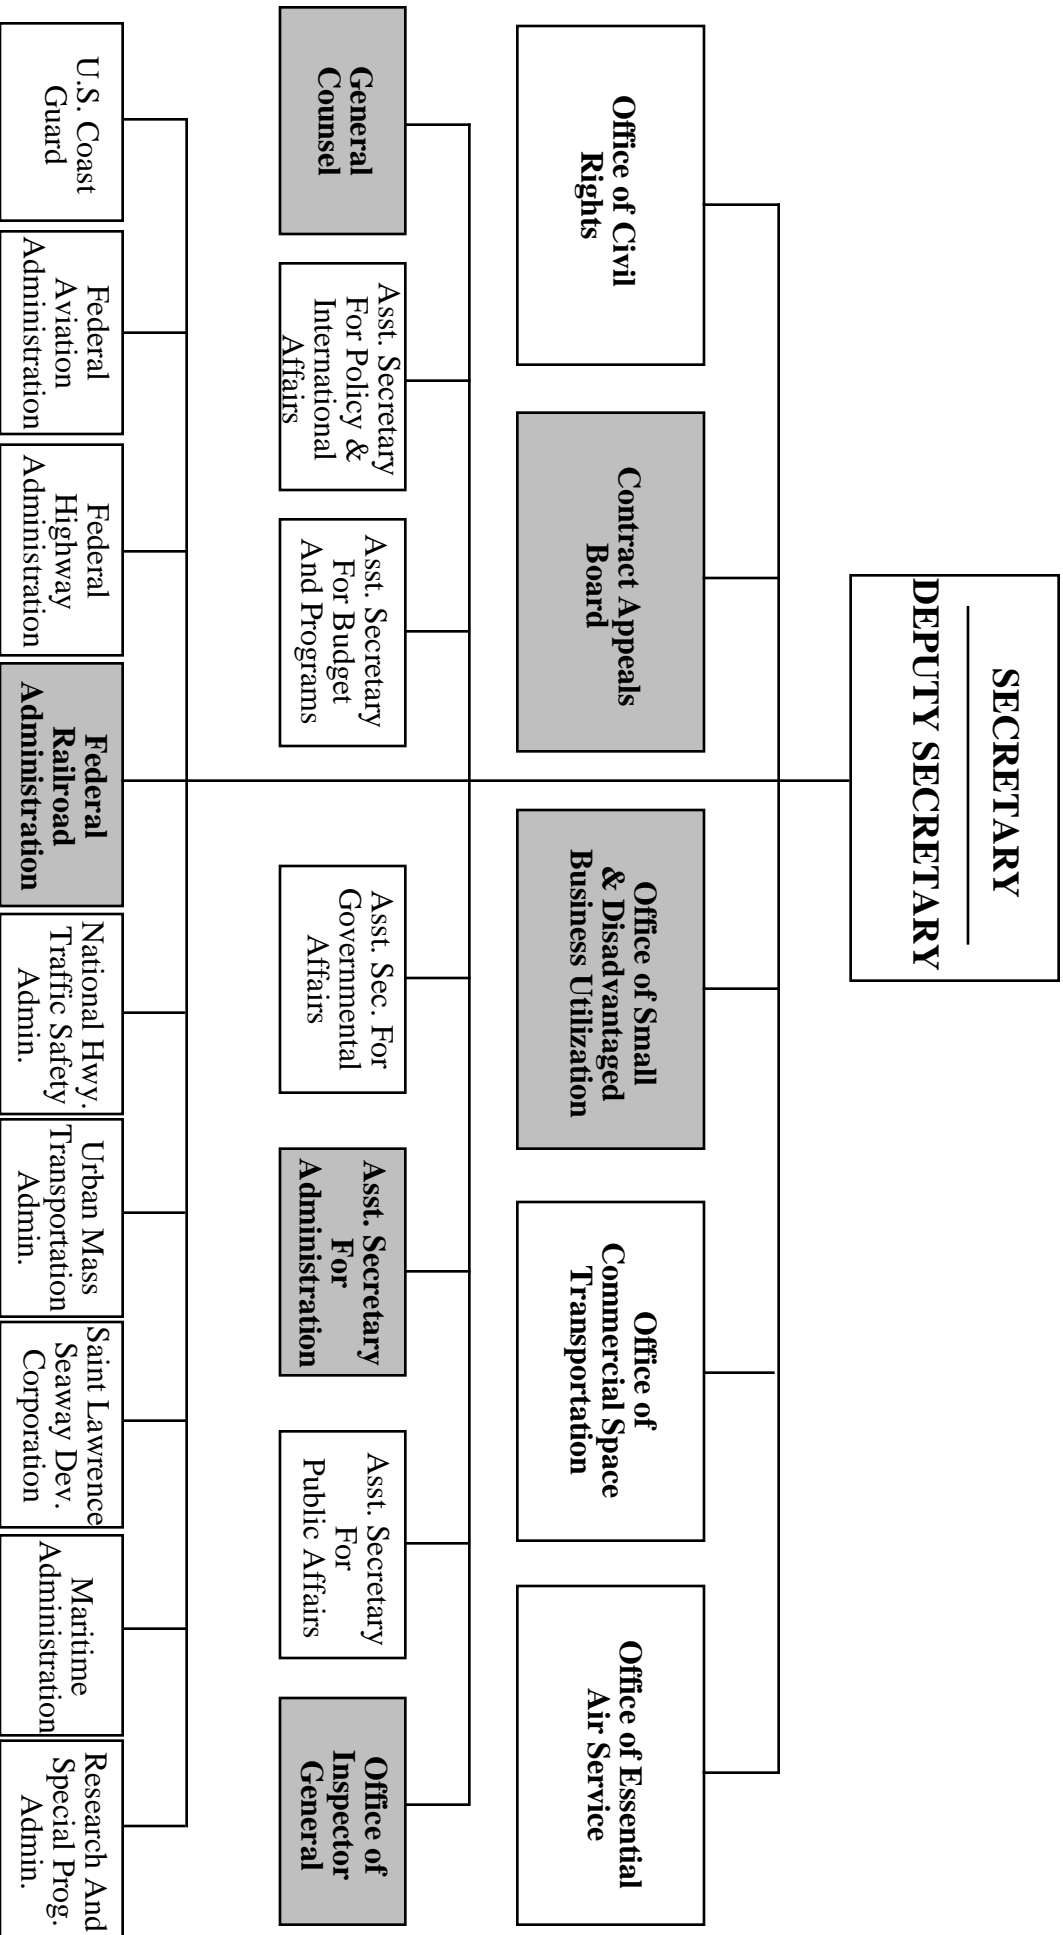 SECRETARY
DEPUTY SECRETARY
Office of Civil
Rights
Contract Appeals
Board
Office of Small
& Disadvantaged
Business Utilization
Office of
Commercial Space
Transportation
Office of Essential
Air Service
General
Counsel
Asst. Secretary
For Policy &
International
Affairs
Asst. Secretary
For Budget
And Programs
Asst. Sec. For
Governmental
Affairs
Asst. Secretary
For
Administration
Asst. Secretary
For
Public Affairs
Office of
Inspector
General
U.S. Coast
Guard
Federal
Aviation
Administration
Federal
Highway
Administration
Federal
Railroad
Administration
National Hwy.
Traffic Safety
Admin.
Urban Mass
Transportation
Admin.
Saint Lawrence
Seaway Dev.
Corporation
Maritime
Administration
Research And
Special Prog.
Admin.